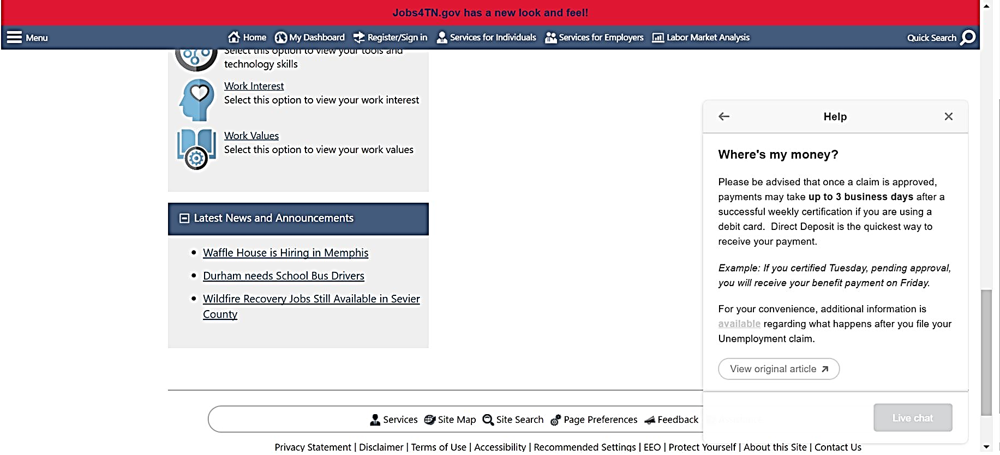 Jobs4TN.gov has a new look and feel!
Menu
Home
My Dashboard
Register/Sign in
Services for Individuals
Services for Employers
Labor Market Analysis
Quick Search
Select this option to view your tools and
technology skills
Work Interest
Select this option to view your work interest
Work Values
Select this option to view your work values
Latest News and Announcements
Waffle House is Hiring in Memphis
Durham needs School Bus Drivers
Wildfire Recovery Jobs Still Available in Sevier
County
Help
Where's my money?
Please be advised that once a claim is approved,
payments may take up to 3 business days after a
successful weekly certification if you are using a
debit card.  Direct Deposit is the quickest way to
receive your payment.
Example: If you certified Tuesday, pending approval,
you will receive your benefit payment on Friday.
For your convenience, additional information is
available regarding what happens after you file your
Unemployment claim.
View original article
Live chat
Services
Site Map
Site Search
Page Preferences
Feedback
Assistance
Privacy Statement | Disclaimer | Terms of Use | Accessibility | Recommended Settings | EEO | Protect Yourself | About this Site | Contact Us